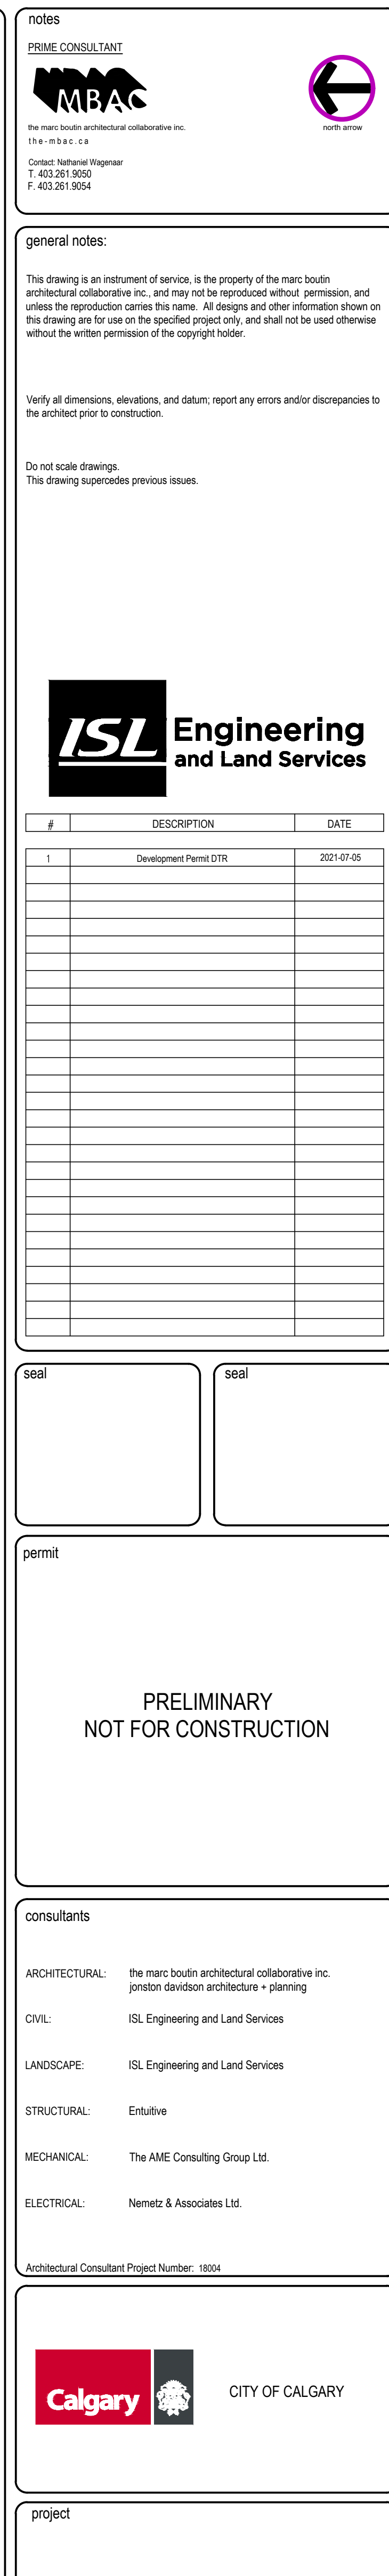 notes
PRIME CONSULTANT
MBAC
the marc boutin architectural collaborative inc.
the-mbac.ca
north arrow
Contact: Nathaniel Wagenaar
T. 403.261.9050
F. 403.261.9054
general notes:
This drawing is an instrument of service, is the property of the marc boutin
architectural collaborative inc., and may not be reproduced without permission, and
unless the reproduction carries this name. All designs and other information shown on
this drawing are for use on the specified project only, and shall not be used otherwise
without the written permission of the copyright holder.
Verify all dimensions, elevations, and datum; report any errors and/or discrepancies to
the architect prior to construction.
Do not scale drawings.
This drawing supercedes previous issues.
ISL Engineering
and Land Services
# DESCRIPTION DATE
1 Development Permit DTR 2021-07-05
seal seal
permit
PRELIMINARY
NOT FOR CONSTRUCTION
consultants
ARCHITECTURAL: the marc boutin architectural collaborative inc.
jonston davidson architecture + planning
CIVIL: ISL Engineering and Land Services
LANDSCAPE: ISL Engineering and Land Services
STRUCTURAL: Entuitive
MECHANICAL: The AME Consulting Group Ltd.
ELECTRICAL: Nemetz & Associates Ltd.
Architectural Consultant Project Number: 18004
Calgary CITY OF CALGARY
project